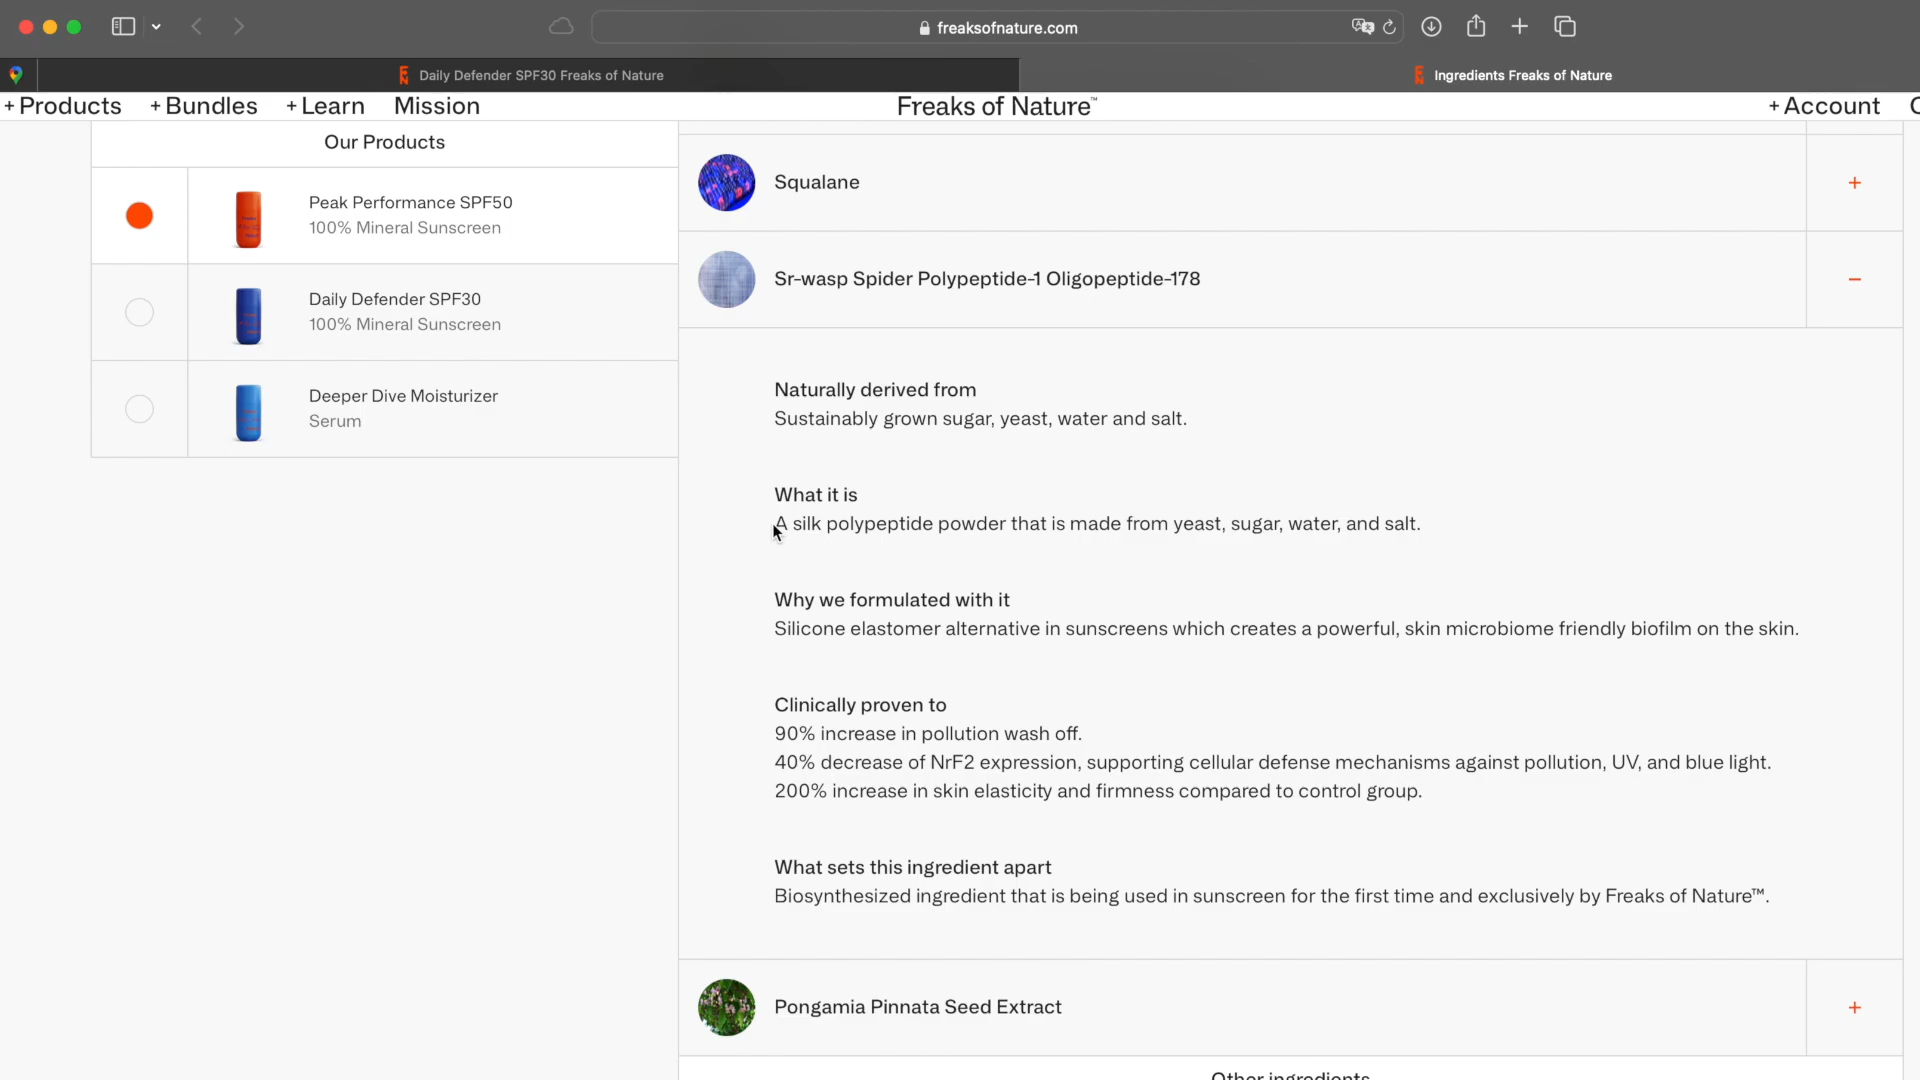 freaksofnature.com
Daily Defender SPF30 Freaks of Nature
Ingredients Freaks of Nature
+Products +Bundles +Learn Mission
Freaks of Nature™
+Account
Our Products
Peak Performance SPF50
100% Mineral Sunscreen
Daily Defender SPF30
100% Mineral Sunscreen
Deeper Dive Moisturizer
Serum
Squalane
+
Sr-wasp Spider Polypeptide-1 Oligopeptide-178
−
Naturally derived from
Sustainably grown sugar, yeast, water and salt.
What it is
A silk polypeptide powder that is made from yeast, sugar, water, and salt.
Why we formulated with it
Silicone elastomer alternative in sunscreens which creates a powerful, skin microbiome friendly biofilm on the skin.
Clinically proven to
90% increase in pollution wash off.
40% decrease of NrF2 expression, supporting cellular defense mechanisms against pollution, UV, and blue light.
200% increase in skin elasticity and firmness compared to control group.
What sets this ingredient apart
Biosynthesized ingredient that is being used in sunscreen for the first time and exclusively by Freaks of Nature™.
Pongamia Pinnata Seed Extract
+
Other ingredients